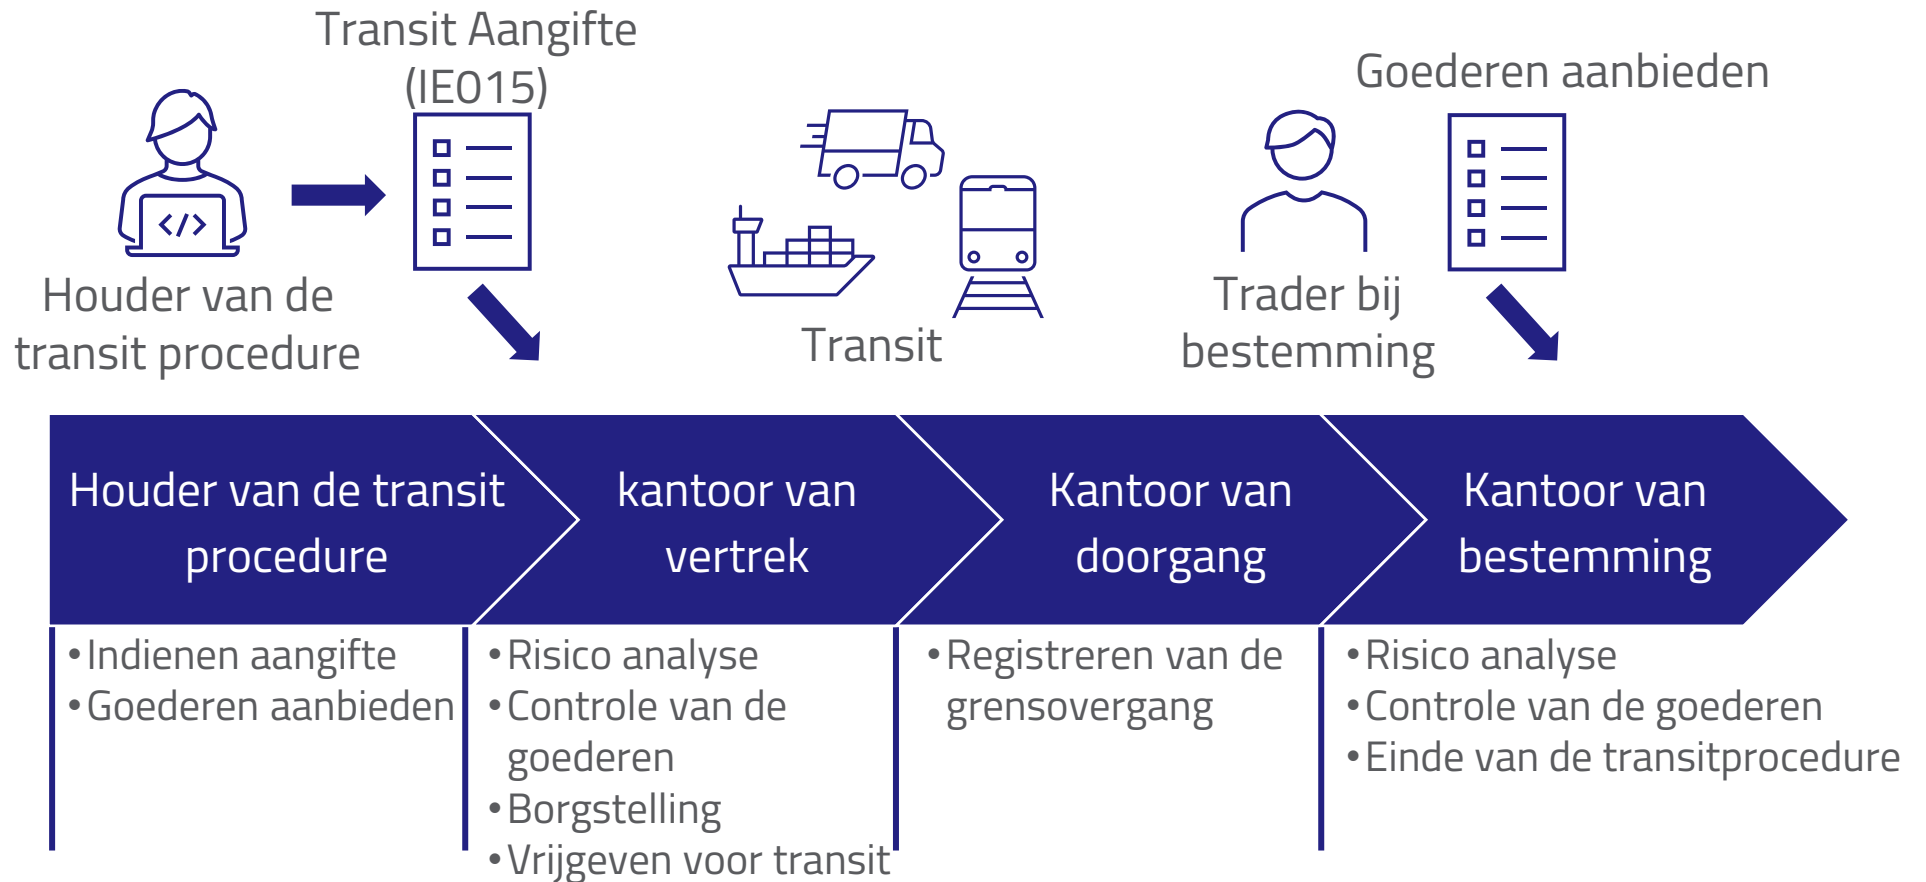 Transit Aangifte
(IE015)
Goederen aanbieden
</>
Houder van de
transit procedure
Transit
Trader bij
bestemming
Houder van de transit
procedure
kantoor van
vertrek
Kantoor van
doorgang
Kantoor van
bestemming
•Indienen aangifte
•Goederen aanbieden
•Risico analyse
•Controle van de
goederen
•Borgstelling
•Vrijgeven voor transit
•Registreren van de
grensovergang
•Risico analyse
•Controle van de goederen
•Einde van de transitprocedure